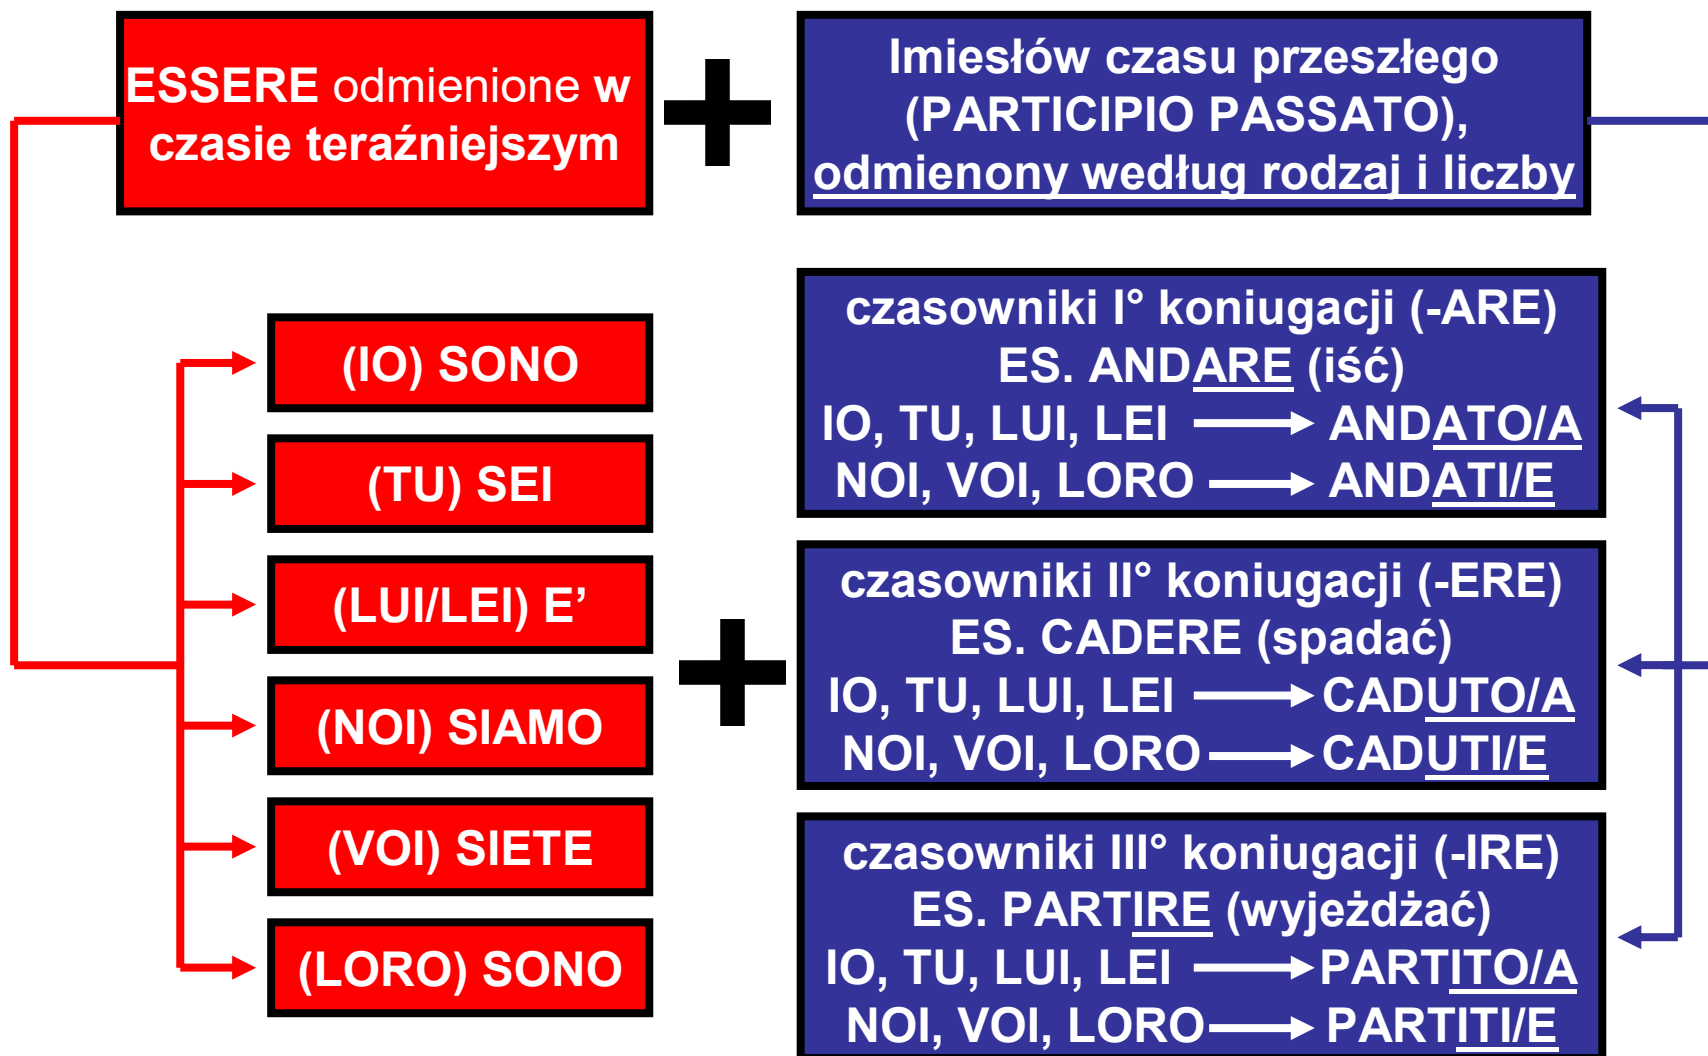 ESSERE odmienione w
czasie teraźniejszym
Imiesłów czasu przeszłego
(PARTICIPIO PASSATO),
odmienony według rodzaj i liczby
(IO) SONO
(TU) SEI
(LUI/LEI) E’
(NOI) SIAMO
(VOI) SIETE
(LORO) SONO
czasowniki I° koniugacji (-ARE)
ES. ANDARE (iść)
IO, TU, LUI, LEI ANDATO/A
NOI, VOI, LORO ANDATI/E
czasowniki II° koniugacji (-ERE)
ES. CADERE (spadać)
IO, TU, LUI, LEI CADUTO/A
NOI, VOI, LORO CADUTI/E
czasowniki III° koniugacji (-IRE)
ES. PARTIRE (wyjeżdżać)
IO, TU, LUI, LEI PARTITO/A
NOI, VOI, LORO PARTITI/E